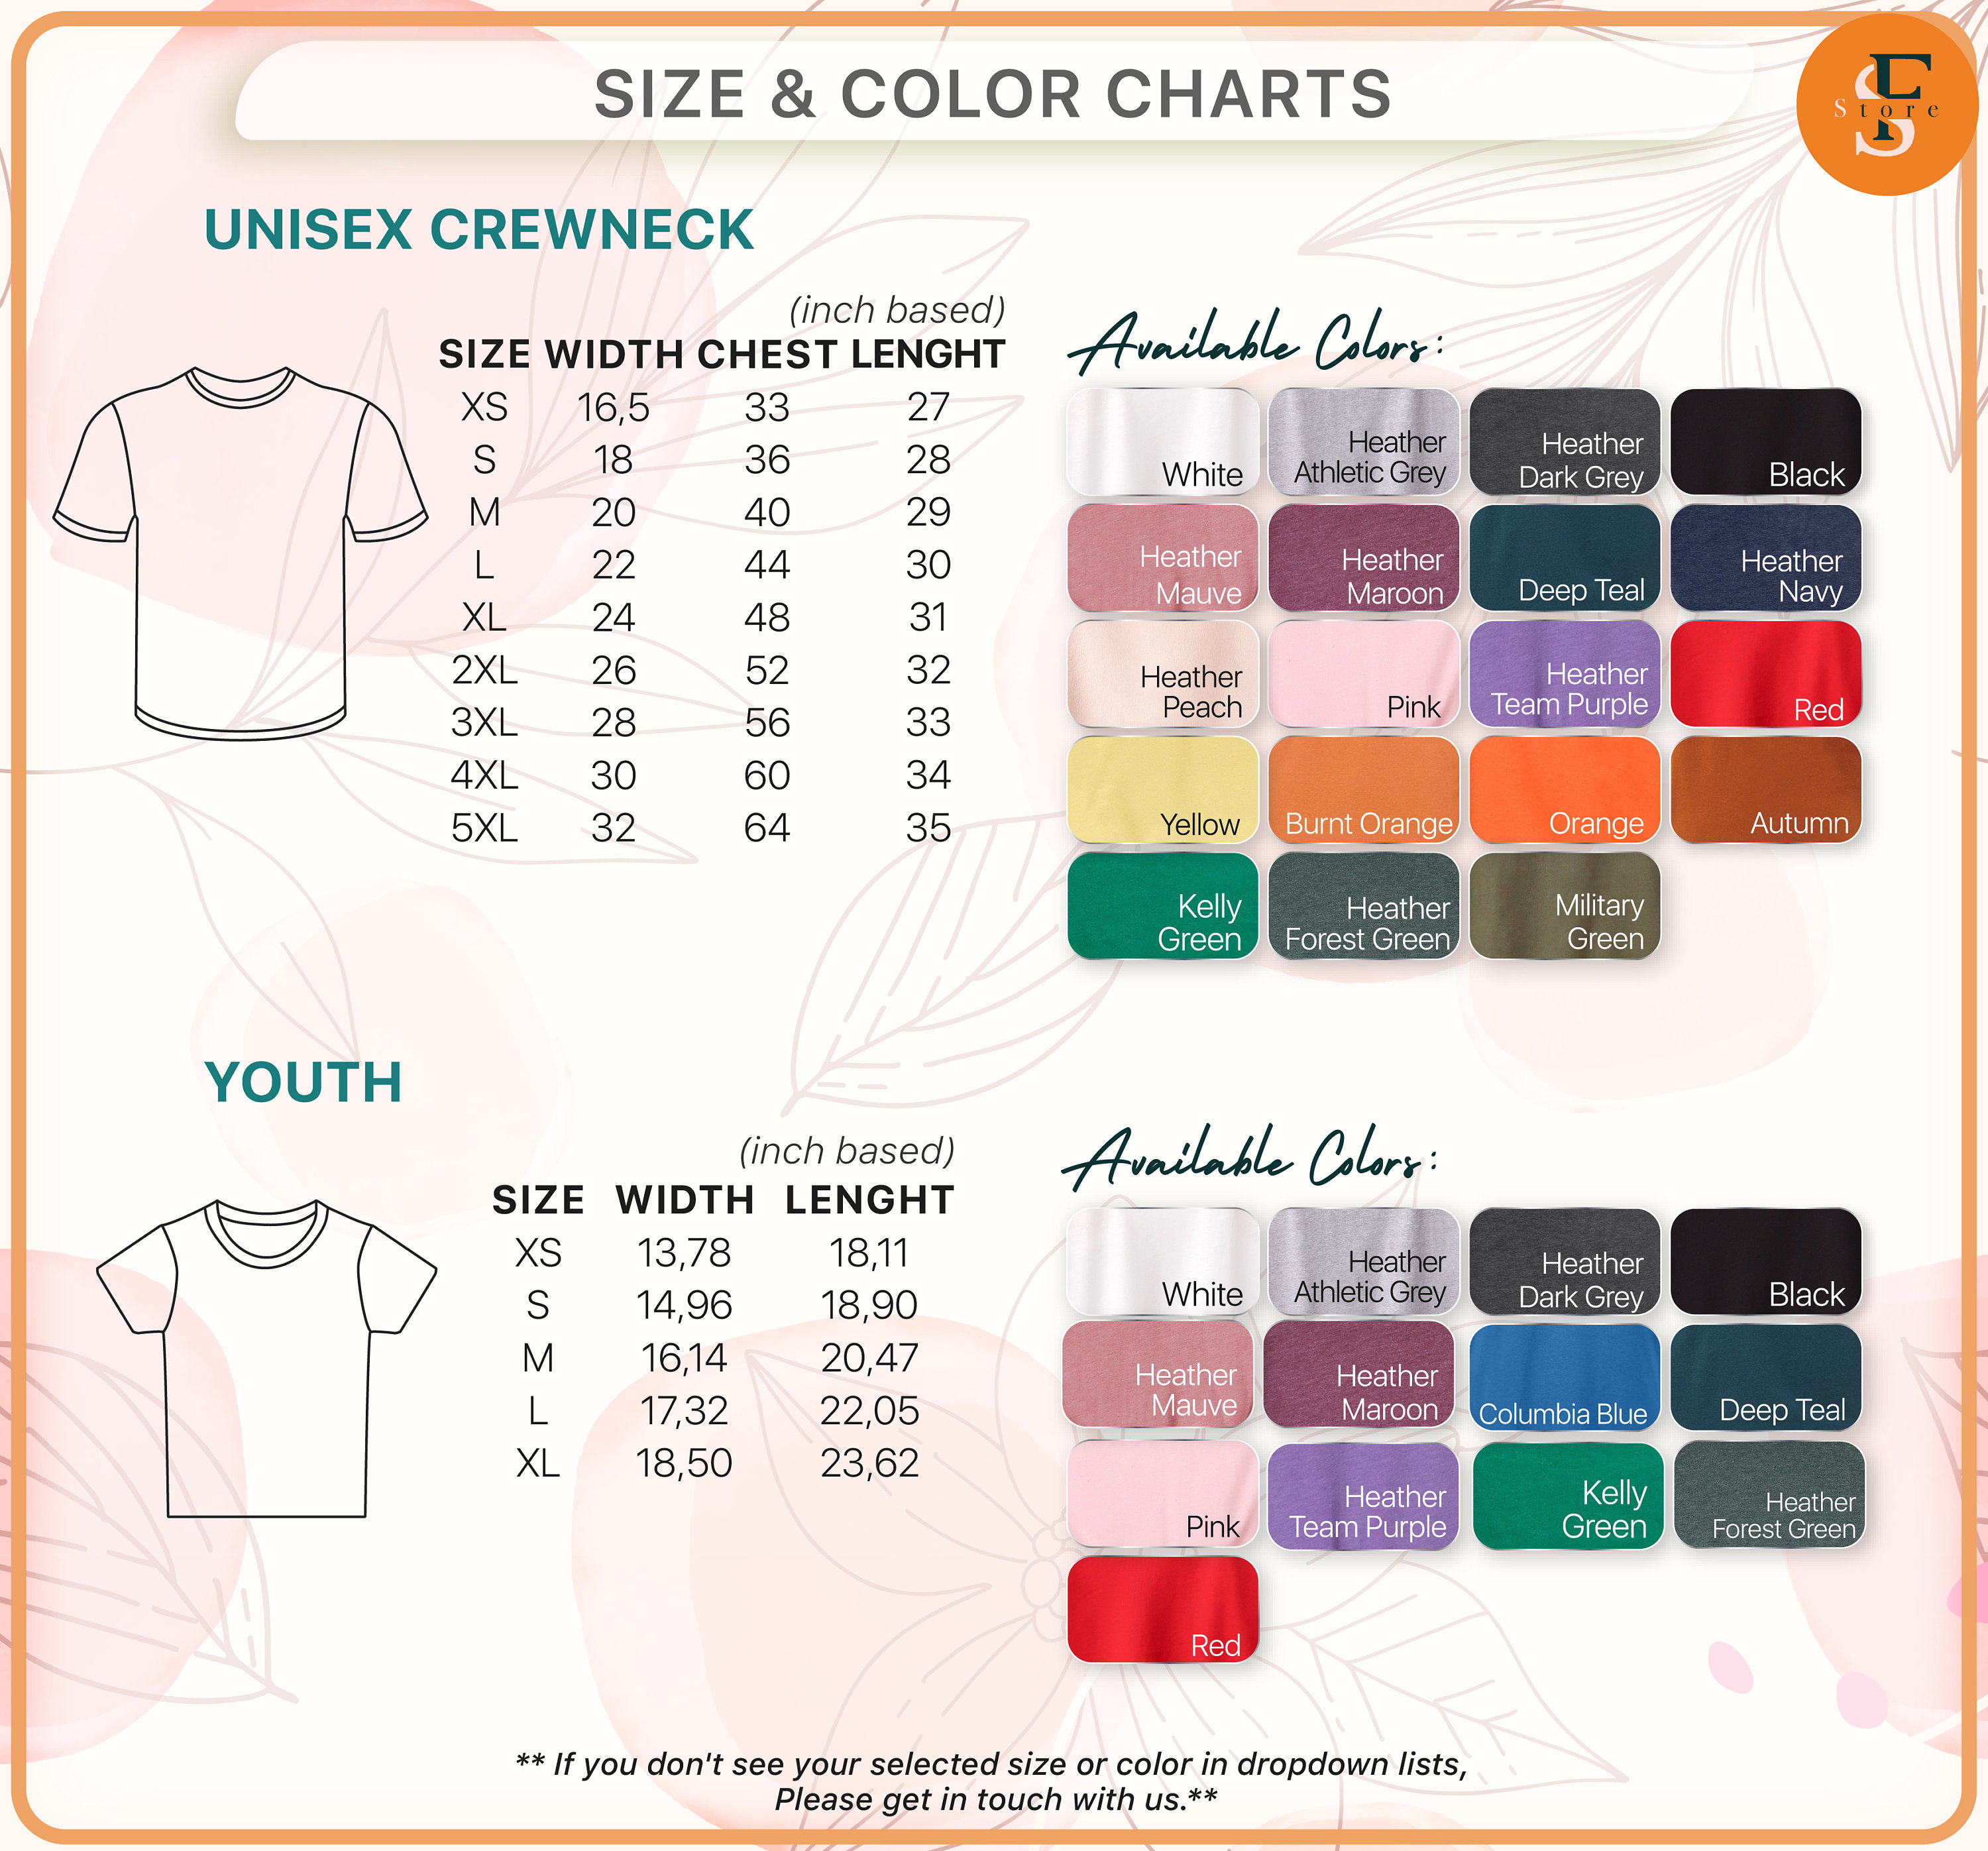 SIZE & COLOR CHARTS
Store
UNISEX CREWNECK
(inch based)
SIZE WIDTH CHEST LENGHT
XS 16,5 33 27
S 18 36 28
M 20 40 29
L 22 44 30
XL 24 48 31
2XL 26 52 32
3XL 28 56 33
4XL 30 60 34
5XL 32 64 35
Available Colors:
White
Heather
Athletic Grey
Heather
Dark Grey
Black
Heather
Mauve
Heather
Maroon
Deep Teal
Heather
Navy
Heather
Peach
Pink
Heather
Team Purple
Red
Yellow
Burnt Orange
Orange
Autumn
Kelly
Green
Heather
Forest Green
Military
Green
YOUTH
(inch based)
SIZE WIDTH LENGHT
XS 13,78 18,11
S 14,96 18,90
M 16,14 20,47
L 17,32 22,05
XL 18,50 23,62
Available Colors:
White
Heather
Athletic Grey
Heather
Dark Grey
Black
Heather
Mauve
Heather
Maroon
Columbia Blue
Deep Teal
Pink
Heather
Team Purple
Kelly
Green
Heather
Forest Green
Red
** If you don't see your selected size or color in dropdown lists,
Please get in touch with us.**